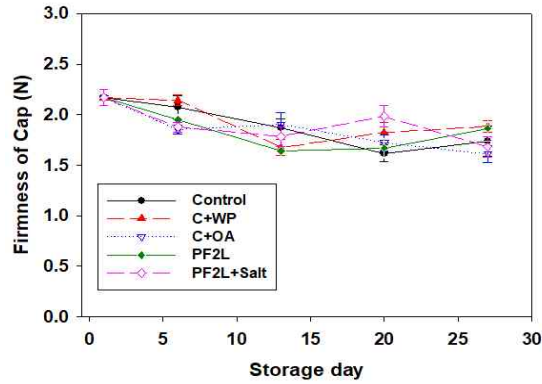 3.0
2.5
2.0
1.5
1.0
0.5
0.0
Firmness of Cap (N)
Control
C+WP
C+OA
PF2L
PF2L+Salt
0 5 10 15 20 25 30
Storage day